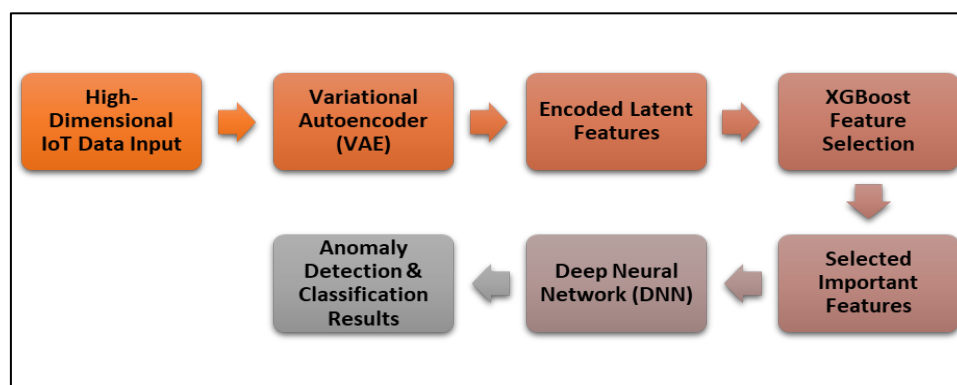 High-
Dimensional
IoT Data Input
Variational
Autoencoder
(VAE)
Encoded Latent
Features
XGBoost
Feature
Selection
Selected
Important
Features
Deep Neural
Network (DNN)
Anomaly
Detection &
Classification
Results